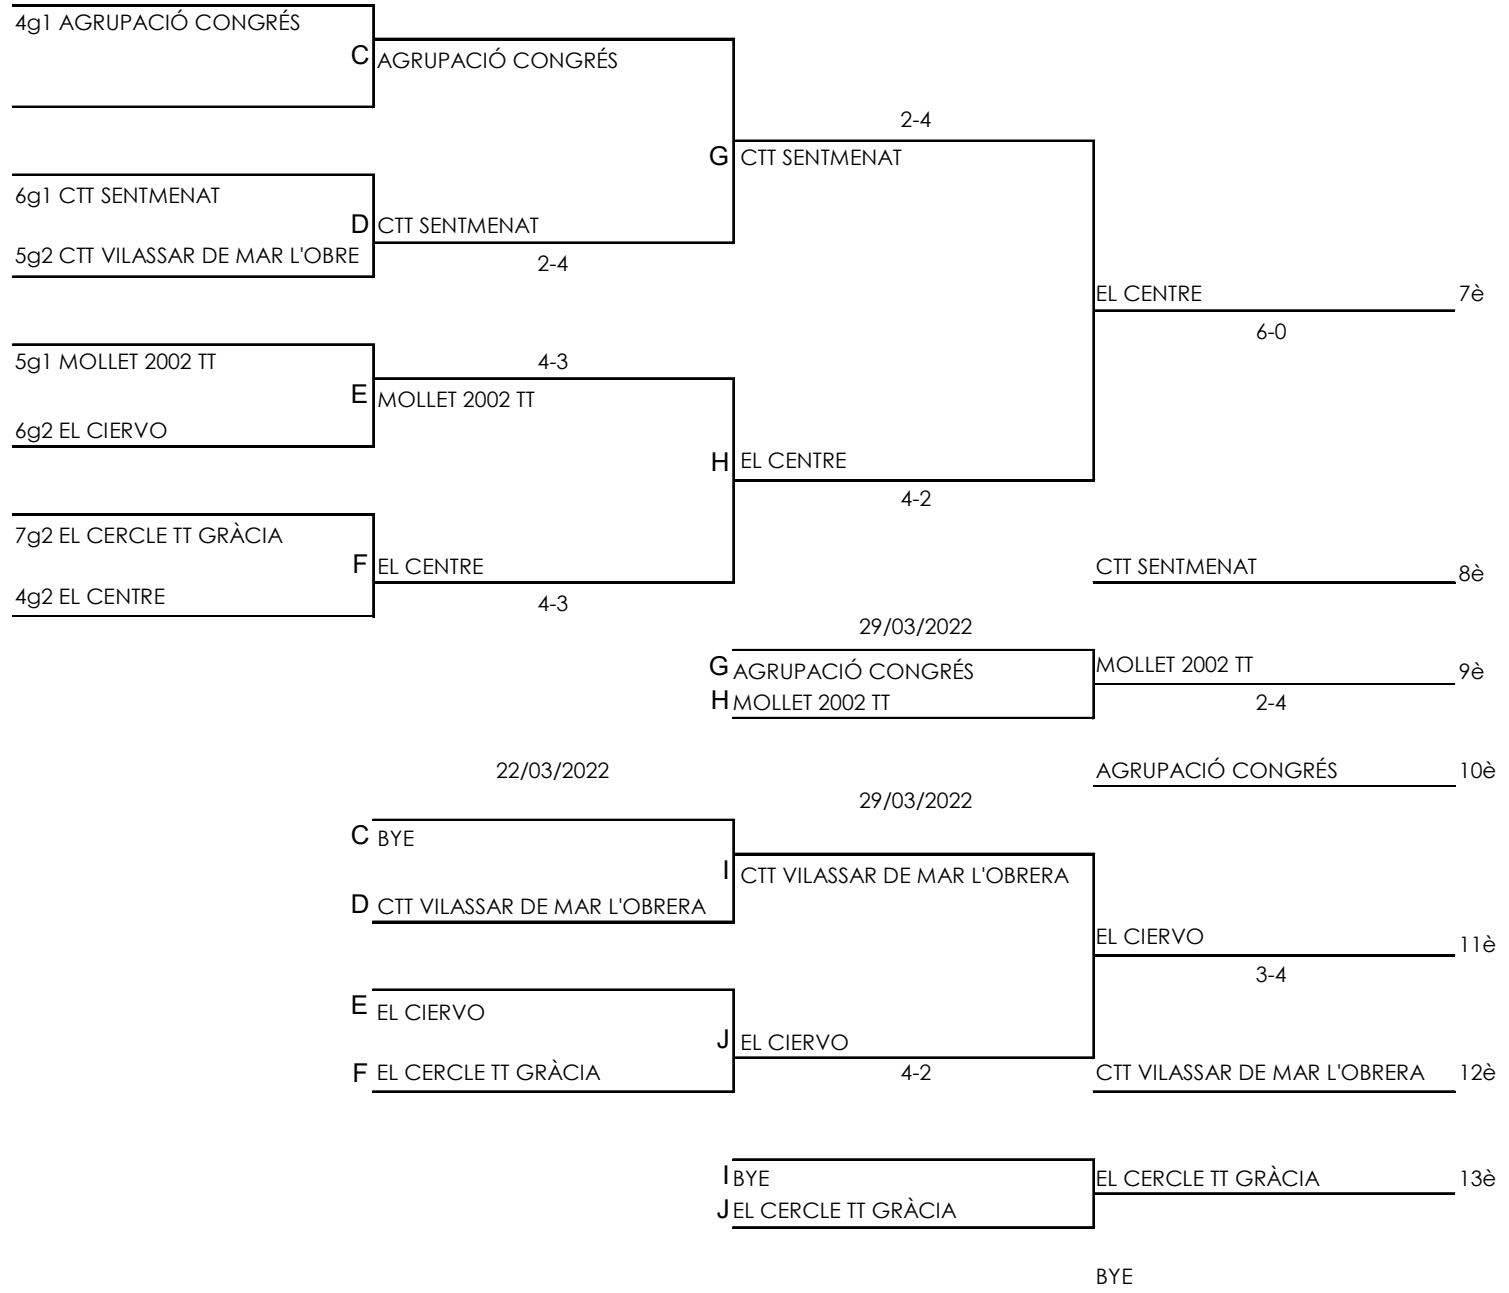 4g1 AGRUPACIÓ CONGRÉS
C AGRUPACIÓ CONGRÉS
2-4
G CTT SENTMENAT
6g1 CTT SENTMENAT
D CTT SENTMENAT
5g2 CTT VILASSAR DE MAR L'OBRE
2-4
EL CENTRE 7è
6-0
5g1 MOLLET 2002 TT
4-3
E MOLLET 2002 TT
6g2 EL CIERVO
H EL CENTRE
4-2
7g2 EL CERCLE TT GRÀCIA
F EL CENTRE
CTT SENTMENAT 8è
4g2 EL CENTRE
4-3
29/03/2022
G AGRUPACIÓ CONGRÉS
MOLLET 2002 TT 9è
H MOLLET 2002 TT
2-4
22/03/2022
AGRUPACIÓ CONGRÉS 10è
29/03/2022
C BYE
I CTT VILASSAR DE MAR L'OBRERA
D CTT VILASSAR DE MAR L'OBRERA
EL CIERVO 11è
3-4
E EL CIERVO
J EL CIERVO
F EL CERCLE TT GRÀCIA
4-2
CTT VILASSAR DE MAR L'OBRERA 12è
I BYE
EL CERCLE TT GRÀCIA 13è
J EL CERCLE TT GRÀCIA
BYE